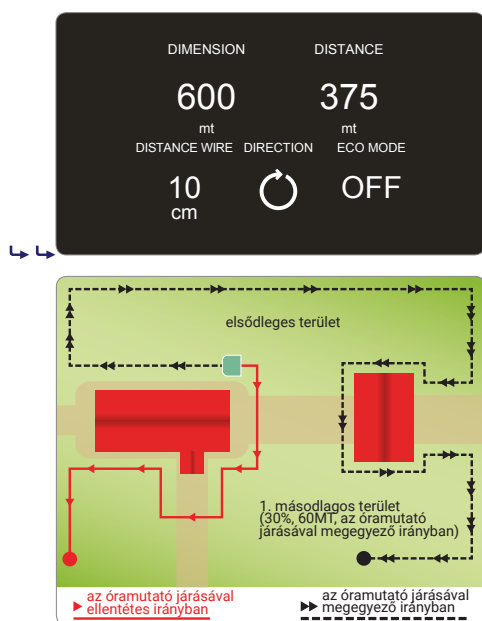 DIMENSION DISTANCE
600 375
mt mt
DISTANCE WIRE DIRECTION ECO MODE
10 OFF
cm
elsődleges terület
1. másodlagos terület
(30%, 60MT, az óramutató
járásával megegyező irányban)
az óramutató járásával
ellentétes irányban
az óramutató járásával
megegyező irányban